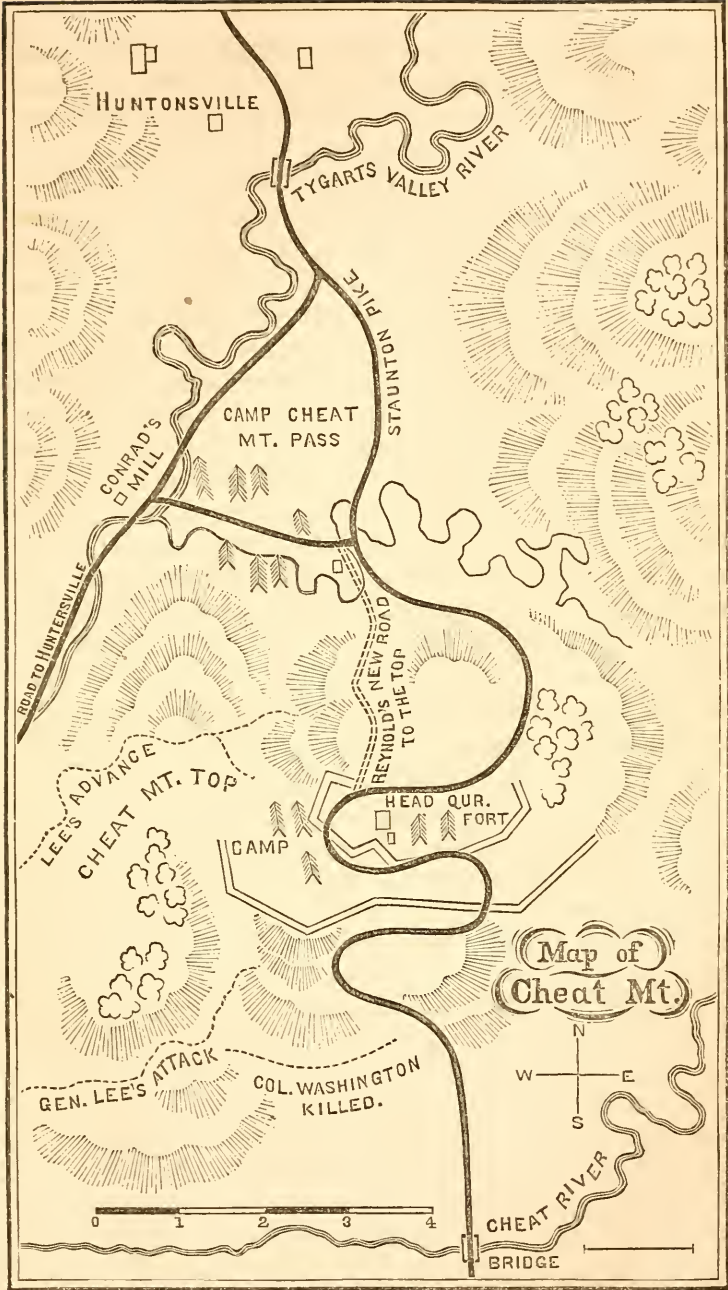 HUNTONSVILLE
TYGARTS VALLEY RIVER
STAUNTON PIKE
CAMP CHEAT
MT. PASS
CONRAD'S
MILL
ROAD TO HUNTERSVILLE
REYNOLD'S NEW ROAD
TO THE TOP
LEE'S ADVANCE
CHEAT MT. TOP
HEAD QUR.
FORT
CAMP
Map of
Cheat Mt.
N
W E
S
GEN. LEE'S ATTACK
COL. WASHINGTON
KILLED.
0 1 2 3 4
CHEAT RIVER
BRIDGE